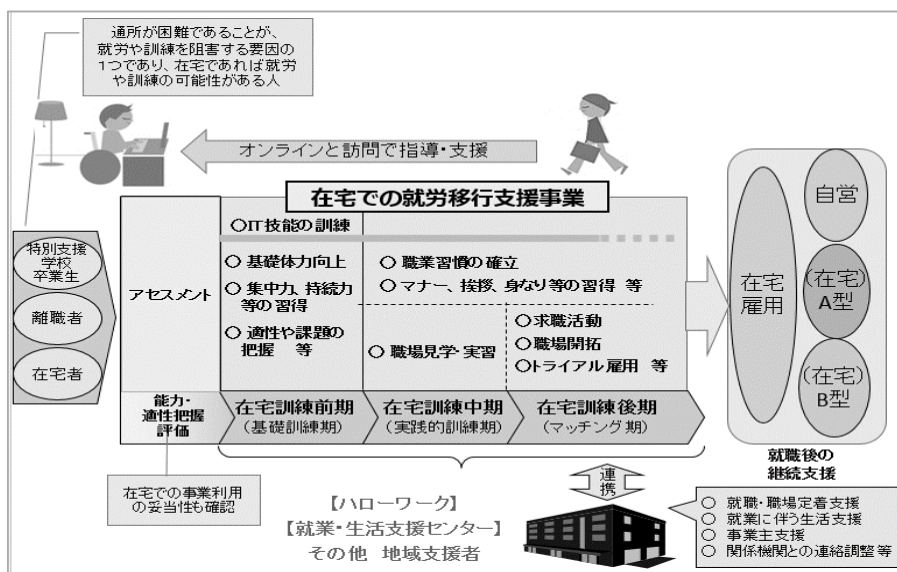 通所が困難であることが、
就労や訓練を阻害する要因の
1つであり、在宅であれば就労
や訓練の可能性がある人
オンラインと訪問で指導・支援
在宅での就労移行支援事業
特別支援
学校
卒業生
離職者
在宅者
アセスメント
○IT技能の訓練
○基礎体力向上
○集中力、持続力
等の習得
○適性や課題の
把握 等
○職業習慣の確立
○マナー、挨拶、身なり等の習得 等
○職場見学・実習
○求職活動
○職場開拓
○トライアル雇用 等
能力・
適性把握
評価
在宅訓練前期
(基礎訓練期)
在宅訓練中期
(実践的訓練期)
在宅訓練後期
(マッチング期)
在宅
雇用
自営
(在宅)
A型
(在宅)
B型
就職後の
継続支援
在宅での事業利用
の妥当性も確認
【ハローワーク】
【就業・生活支援センター】
その他 地域支援者
連携
○ 就職・職場定着支援
○ 就業に伴う生活支援
○ 事業主支援
○ 関係機関との連絡調整等